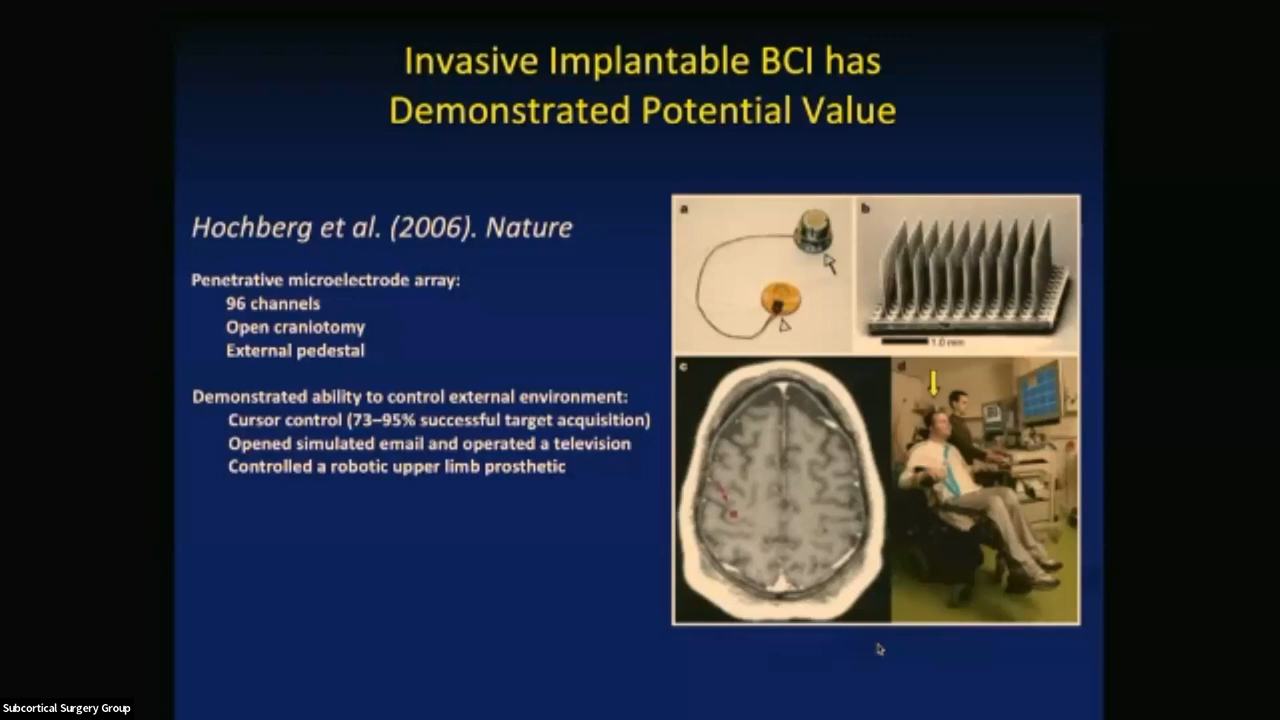 Invasive Implantable BCI has
Demonstrated Potential Value
Hochberg et al. (2006). Nature
Penetrative microelectrode array:
96 channels
Open craniotomy
External pedestal
Demonstrated ability to control external environment:
Cursor control (73–95% successful target acquisition)
Opened simulated email and operated a television
Controlled a robotic upper limb prosthetic
a
b
1.0 mm
c
Subcortical Surgery Group